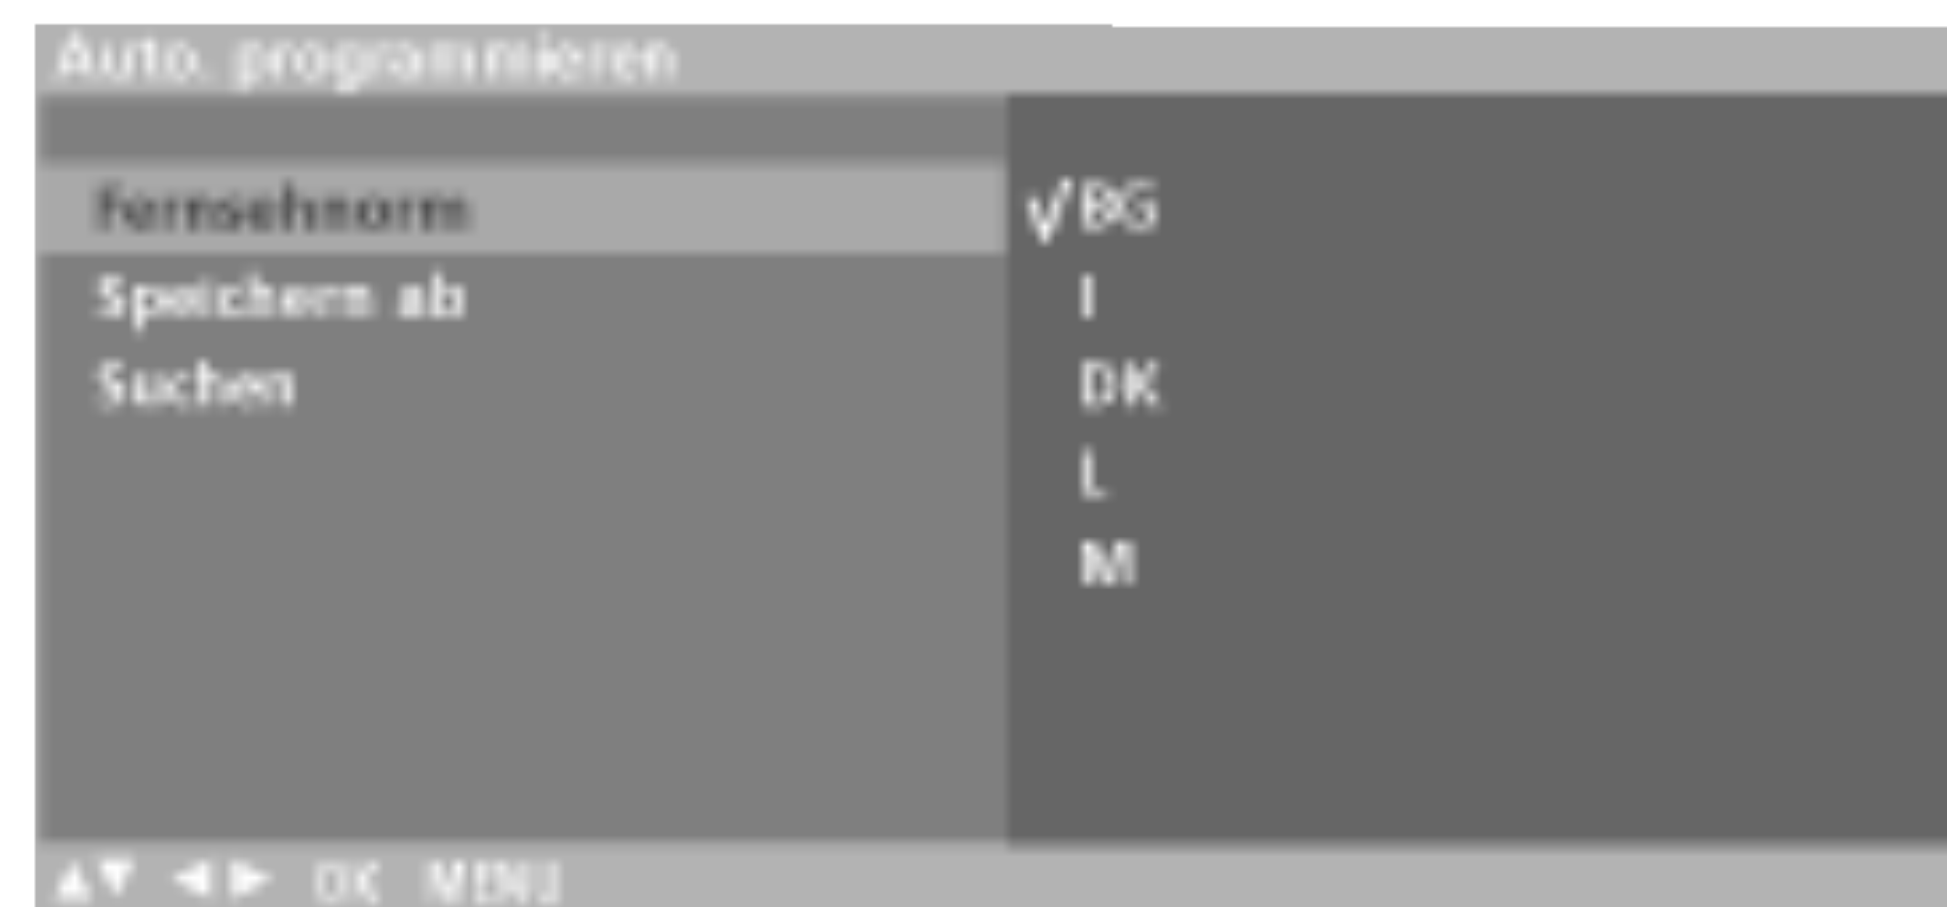 Auto. programmieren
Fernsehnorm
√ BG
Speichern ab
I
Suchen
DK
L
M
▲▼ ◀▶ OK MENU